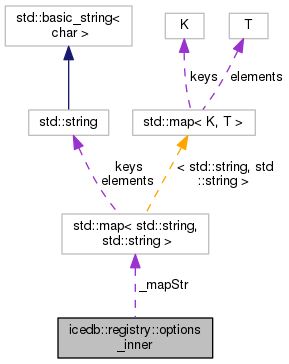 std::basic_string<
char >
K
T
keys
elements
std::string
std::map< K, T >
keys
elements
< std::string, std
::string >
std::map< std::string,
std::string >
_mapStr
icedb::registry::options
_inner